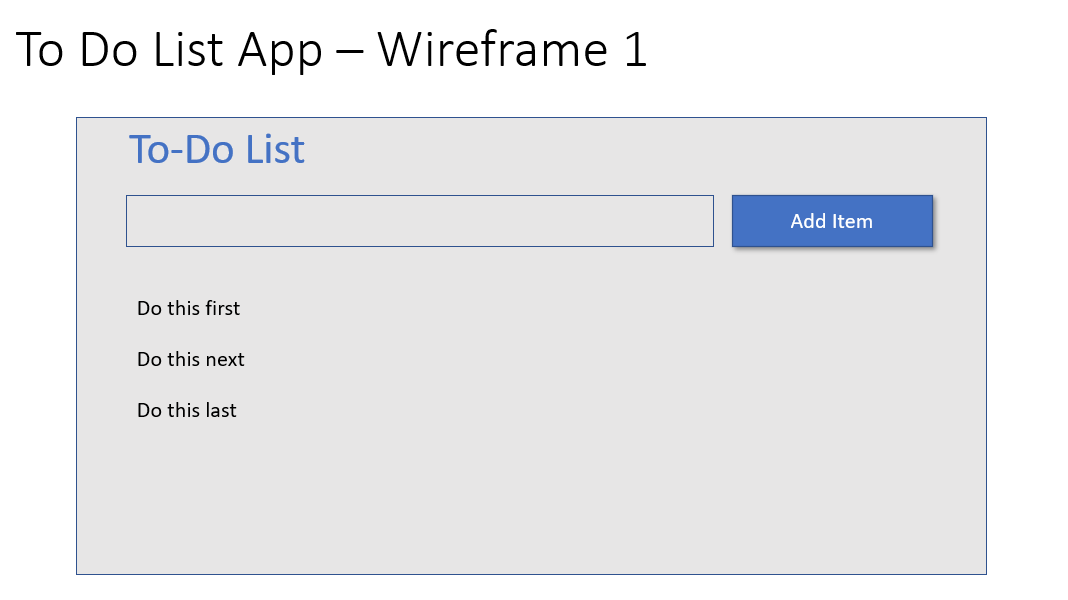 To Do List App – Wireframe 1
To-Do List
Add Item
Do this first
Do this next
Do this last